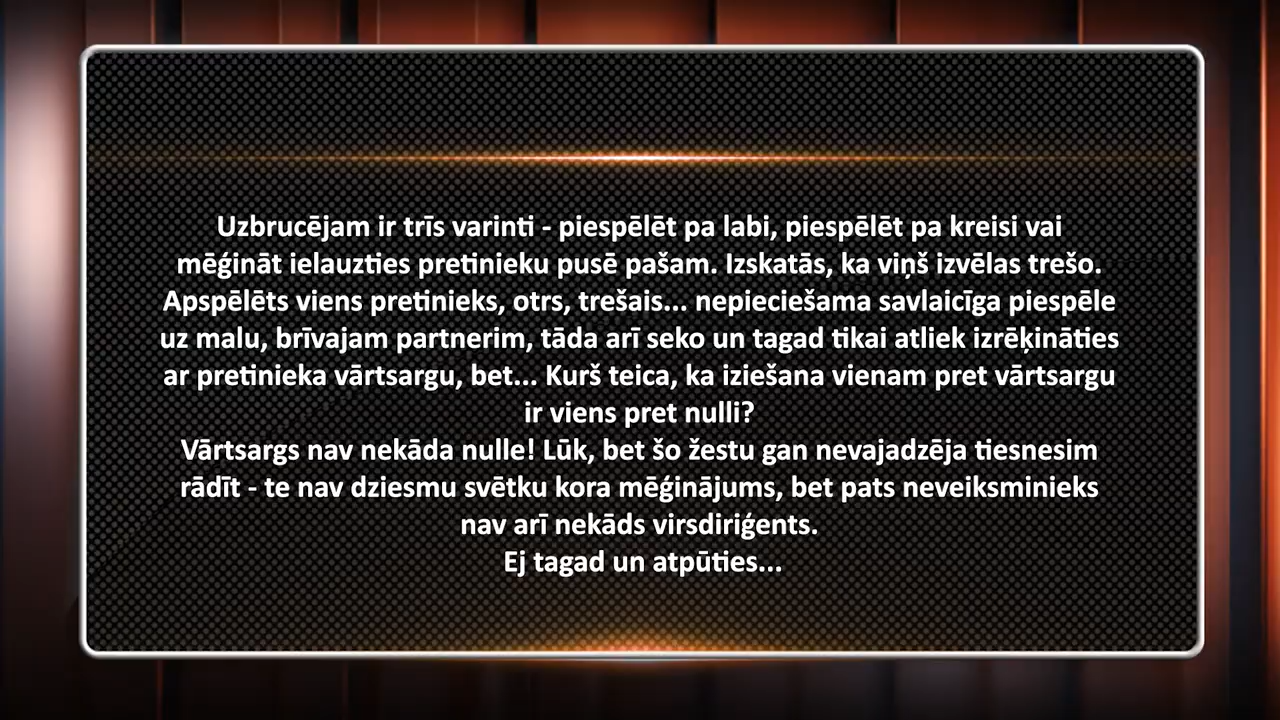 Uzbrucējam ir trīs varinti - piespēlēt pa labi, piespēlēt pa kreisi vai
mēģināt ielauzties pretinieku pusē pašam. Izskatās, ka viņš izvēlas trešo.
Apspēlēts viens pretinieks, otrs, trešais... nepieciešama savlaicīga piespēle
uz malu, brīvajam partnerim, tāda arī seko un tagad tikai atliek izrēķināties
ar pretinieka vārtsargu, bet... Kurš teica, ka iziešana vienam pret vārtsargu
ir viens pret nulli?
Vārtsargs nav nekāda nulle! Lūk, bet šo žestu gan nevajadzēja tiesnesim
rādīt - te nav dziesmu svētku kora mēģinājums, bet pats neveiksminieks
nav arī nekāds virsdiriģents.
Ej tagad un atpūties...